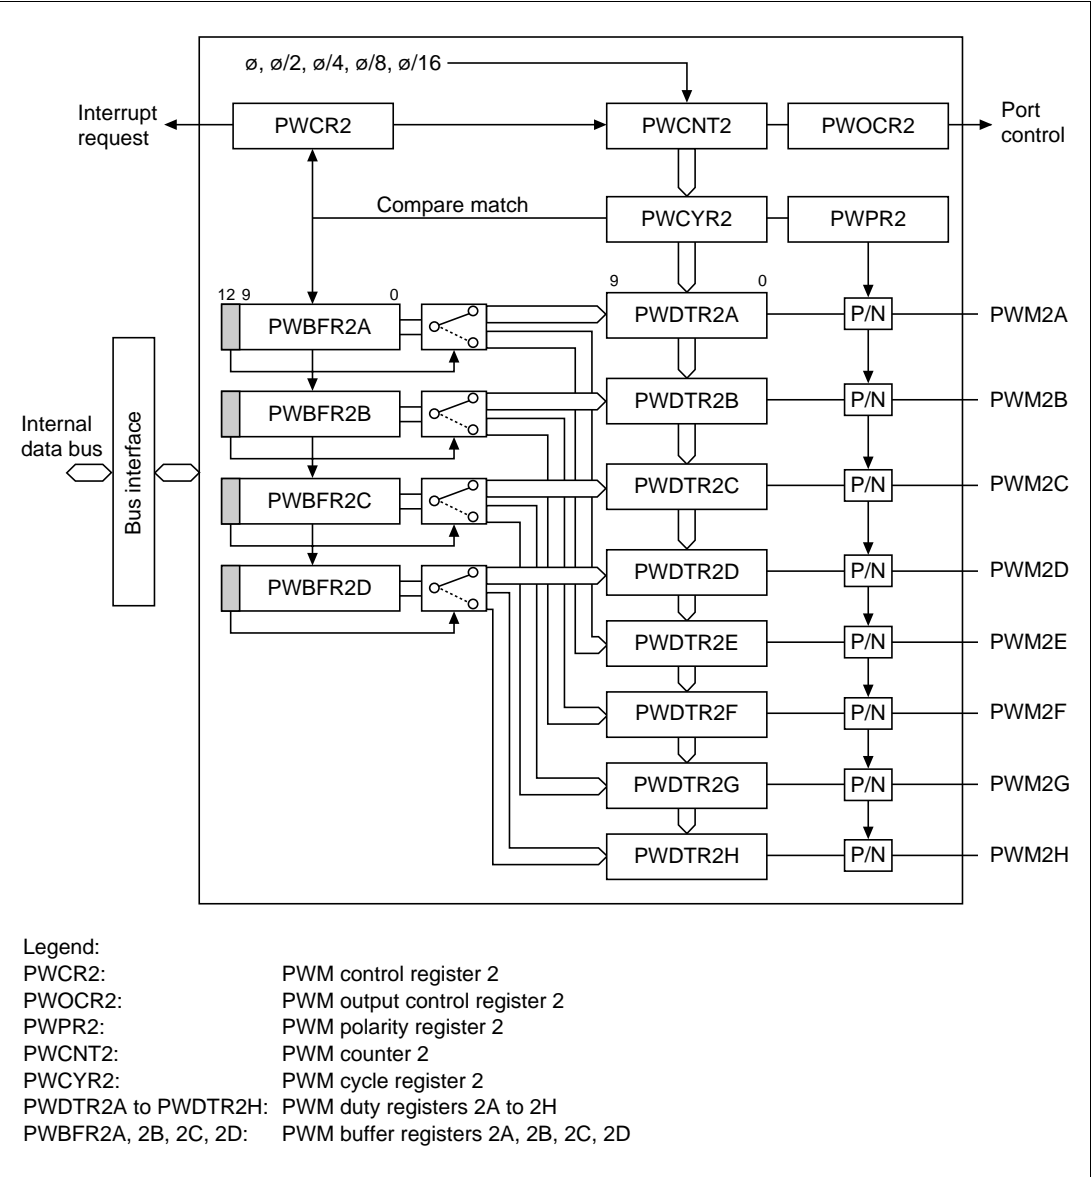 ø, ø/2, ø/4, ø/8, ø/16
Interrupt
request
PWCR2
PWCNT2
PWOCR2
Port
control
Compare match
PWCYR2
PWPR2
12 9 0
9 0
PWBFR2A
PWDTR2A
P/N
PWM2A
PWBFR2B
PWDTR2B
P/N
PWM2B
Internal
data bus
Bus interface
PWBFR2C
PWDTR2C
P/N
PWM2C
PWBFR2D
PWDTR2D
P/N
PWM2D
PWDTR2E
P/N
PWM2E
PWDTR2F
P/N
PWM2F
PWDTR2G
P/N
PWM2G
PWDTR2H
P/N
PWM2H
Legend:
PWCR2: PWM control register 2
PWOCR2: PWM output control register 2
PWPR2: PWM polarity register 2
PWCNT2: PWM counter 2
PWCYR2: PWM cycle register 2
PWDTR2A to PWDTR2H: PWM duty registers 2A to 2H
PWBFR2A, 2B, 2C, 2D: PWM buffer registers 2A, 2B, 2C, 2D